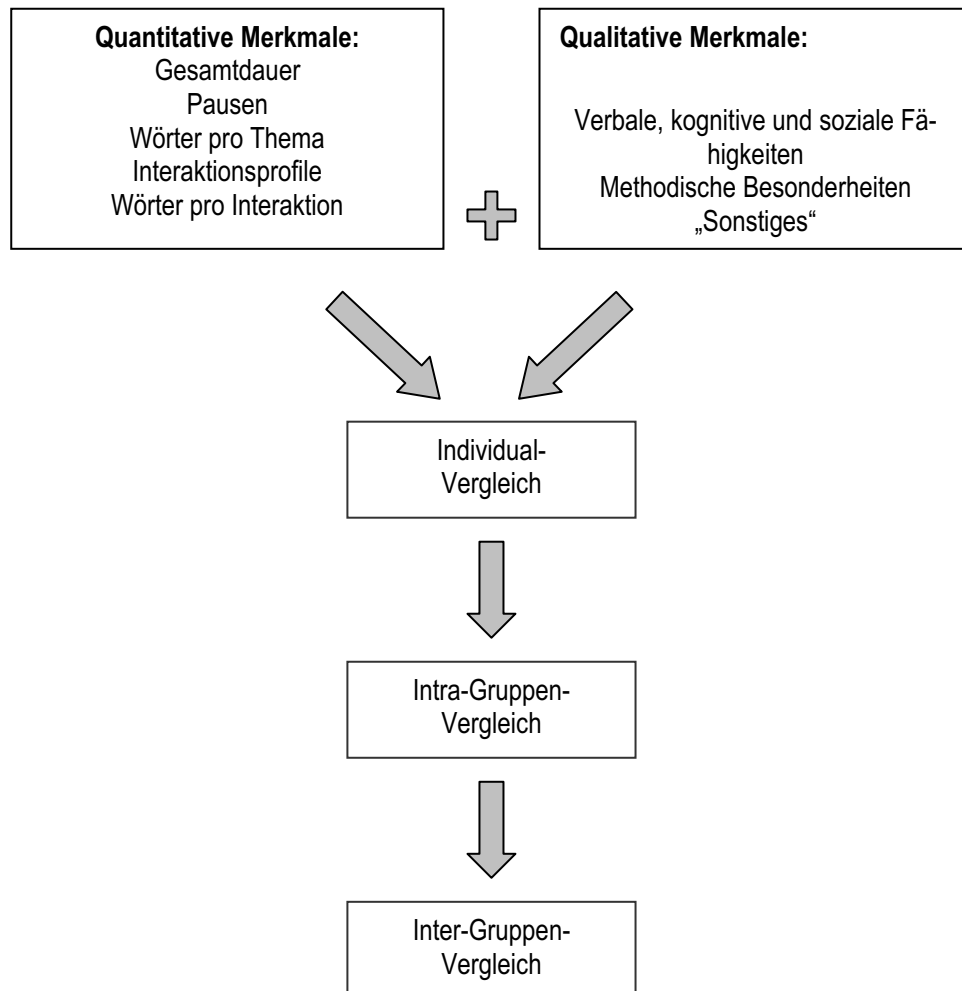 Quantitative Merkmale:
Gesamtdauer
Pausen
Wörter pro Thema
Interaktionsprofile
Wörter pro Interaktion
Qualitative Merkmale:
Verbale, kognitive und soziale Fä-
higkeiten
Methodische Besonderheiten
„Sonstiges“
Individual-
Vergleich
Intra-Gruppen-
Vergleich
Inter-Gruppen-
Vergleich